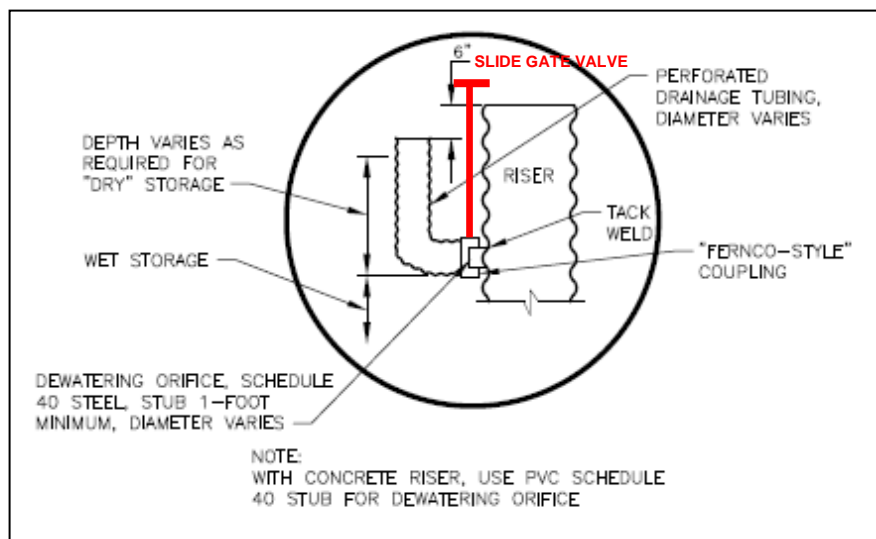 6"
SLIDE GATE VALVE
PERFORATED
DRAINAGE TUBING,
DIAMETER VARIES
DEPTH VARIES AS
REQUIRED FOR
"DRY" STORAGE
RISER
TACK
WELD
WET STORAGE
"FERNCO-STYLE"
COUPLING
DEWATERING ORIFICE, SCHEDULE
40 STEEL, STUB 1-FOOT
MINIMUM, DIAMETER VARIES
NOTE:
WITH CONCRETE RISER, USE PVC SCHEDULE
40 STUB FOR DEWATERING ORIFICE